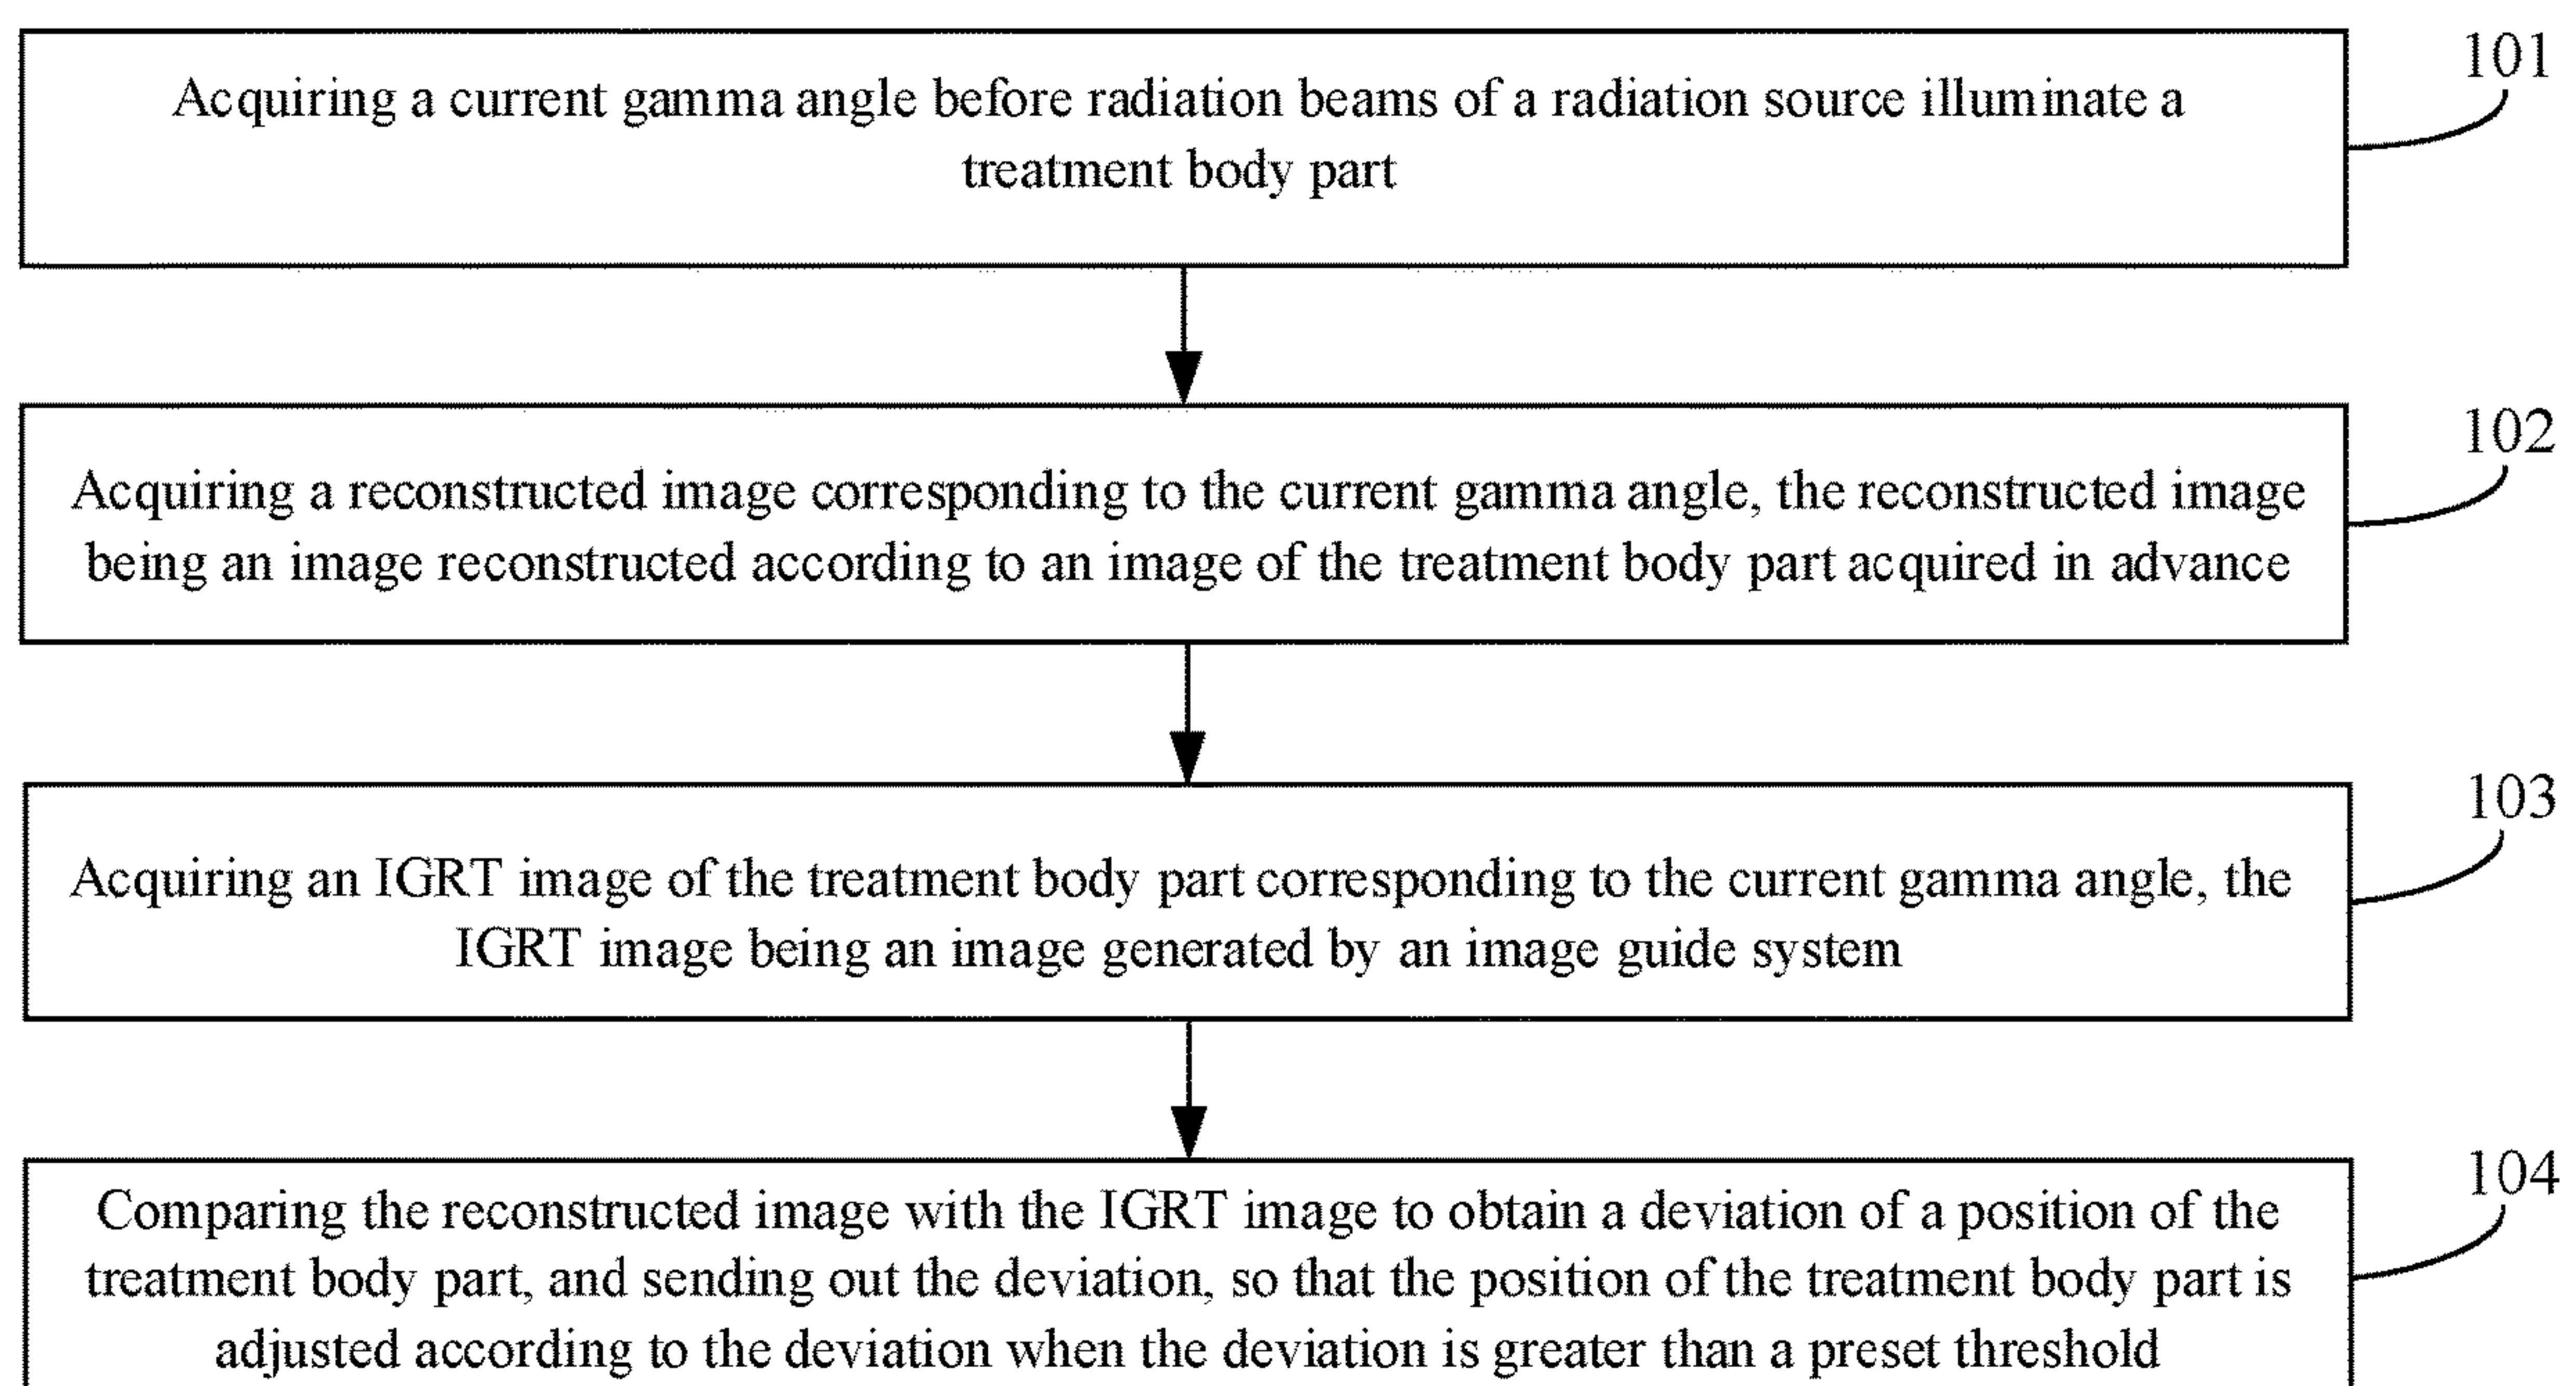 101
Acquiring a current gamma angle before radiation beams of a radiation source illuminate a
treatment body part
102
Acquiring a reconstructed image corresponding to the current gamma angle, the reconstructed image
being an image reconstructed according to an image of the treatment body part acquired in advance
103
Acquiring an IGRT image of the treatment body part corresponding to the current gamma angle, the
IGRT image being an image generated by an image guide system
104
Comparing the reconstructed image with the IGRT image to obtain a deviation of a position of the
treatment body part, and sending out the deviation, so that the position of the treatment body part is
adjusted according to the deviation when the deviation is greater than a preset threshold